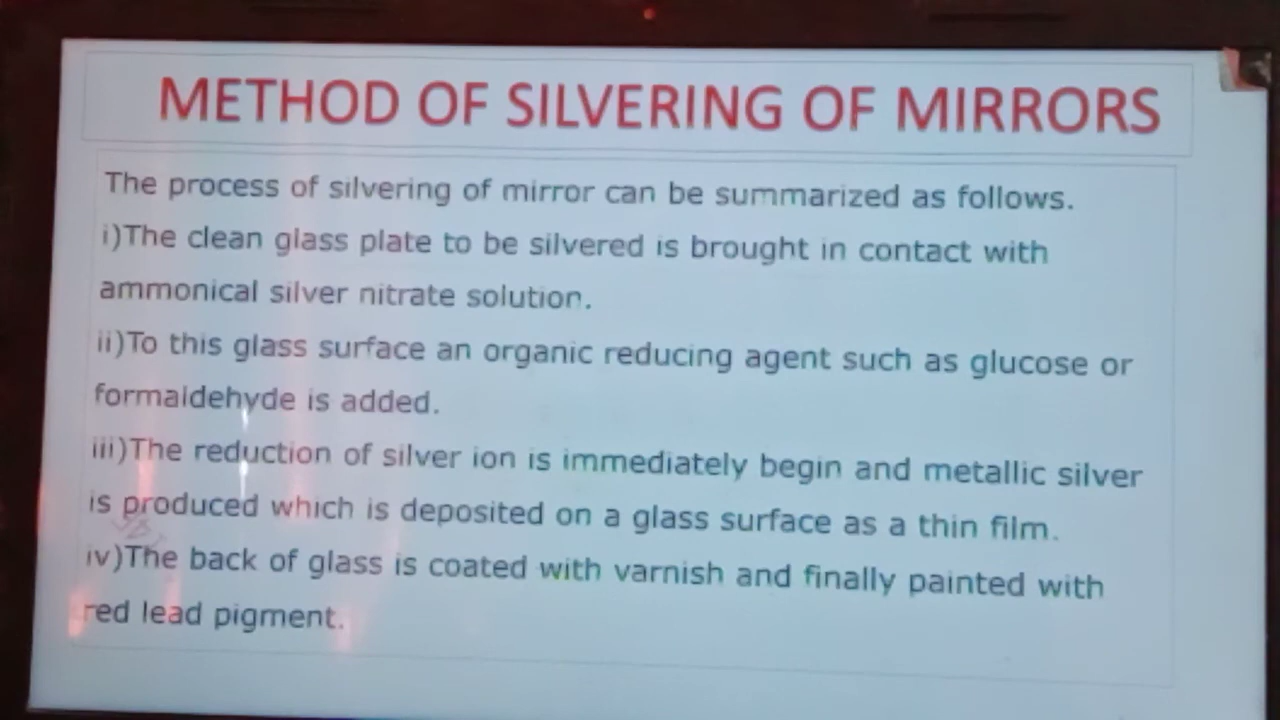 METHOD OF SILVERING OF MIRRORS
The process of silvering of mirror can be summarized as follows.
i)The clean glass plate to be silvered is brought in contact with
ammonical silver nitrate solution.
ii)To this glass surface an organic reducing agent such as glucose or
formaldehyde is added.
iii)The reduction of silver ion is immediately begin and metallic silver
is produced which is deposited on a glass surface as a thin film.
iv)The back of glass is coated with varnish and finally painted with
red lead pigment.